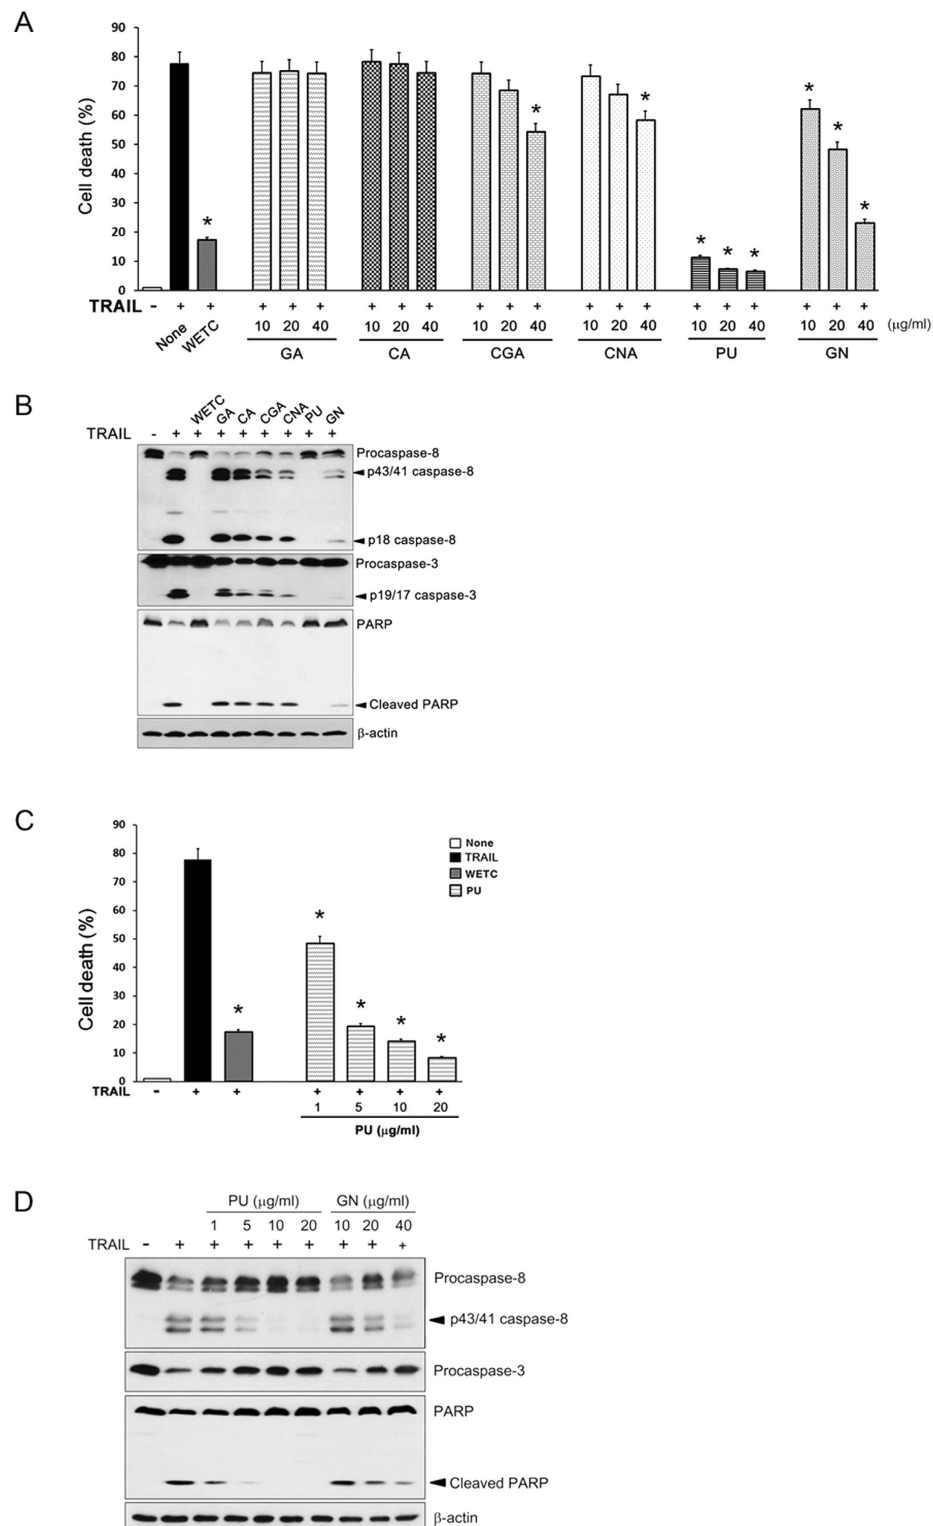 A
90
80
70
60
50
40
30
20
10
0
Cell death (%)
* * * * * * * * *
TRAIL - + + + + + + + + + + + + + + + + + + + +
None WETC 10 20 40 10 20 40 10 20 40 10 20 40 10 20 40 10 20 40 (µg/ml)
GA CA CGA CNA PU GN
B
WETC GA CA CGA CNA PU GN
TRAIL - + + + + + + + +
Procaspase-8
p43/41 caspase-8
p18 caspase-8
Procaspase-3
p19/17 caspase-3
PARP
Cleaved PARP
β-actin
C
90
80
70
60
50
40
30
20
10
0
Cell death (%)
None
TRAIL
WETC
PU
* * * * *
TRAIL - + + + + + +
1 5 10 20
PU (µg/ml)
D
PU (µg/ml) GN (µg/ml)
1 5 10 20 10 20 40
TRAIL - + + + + + + + +
Procaspase-8
p43/41 caspase-8
Procaspase-3
PARP
Cleaved PARP
β-actin